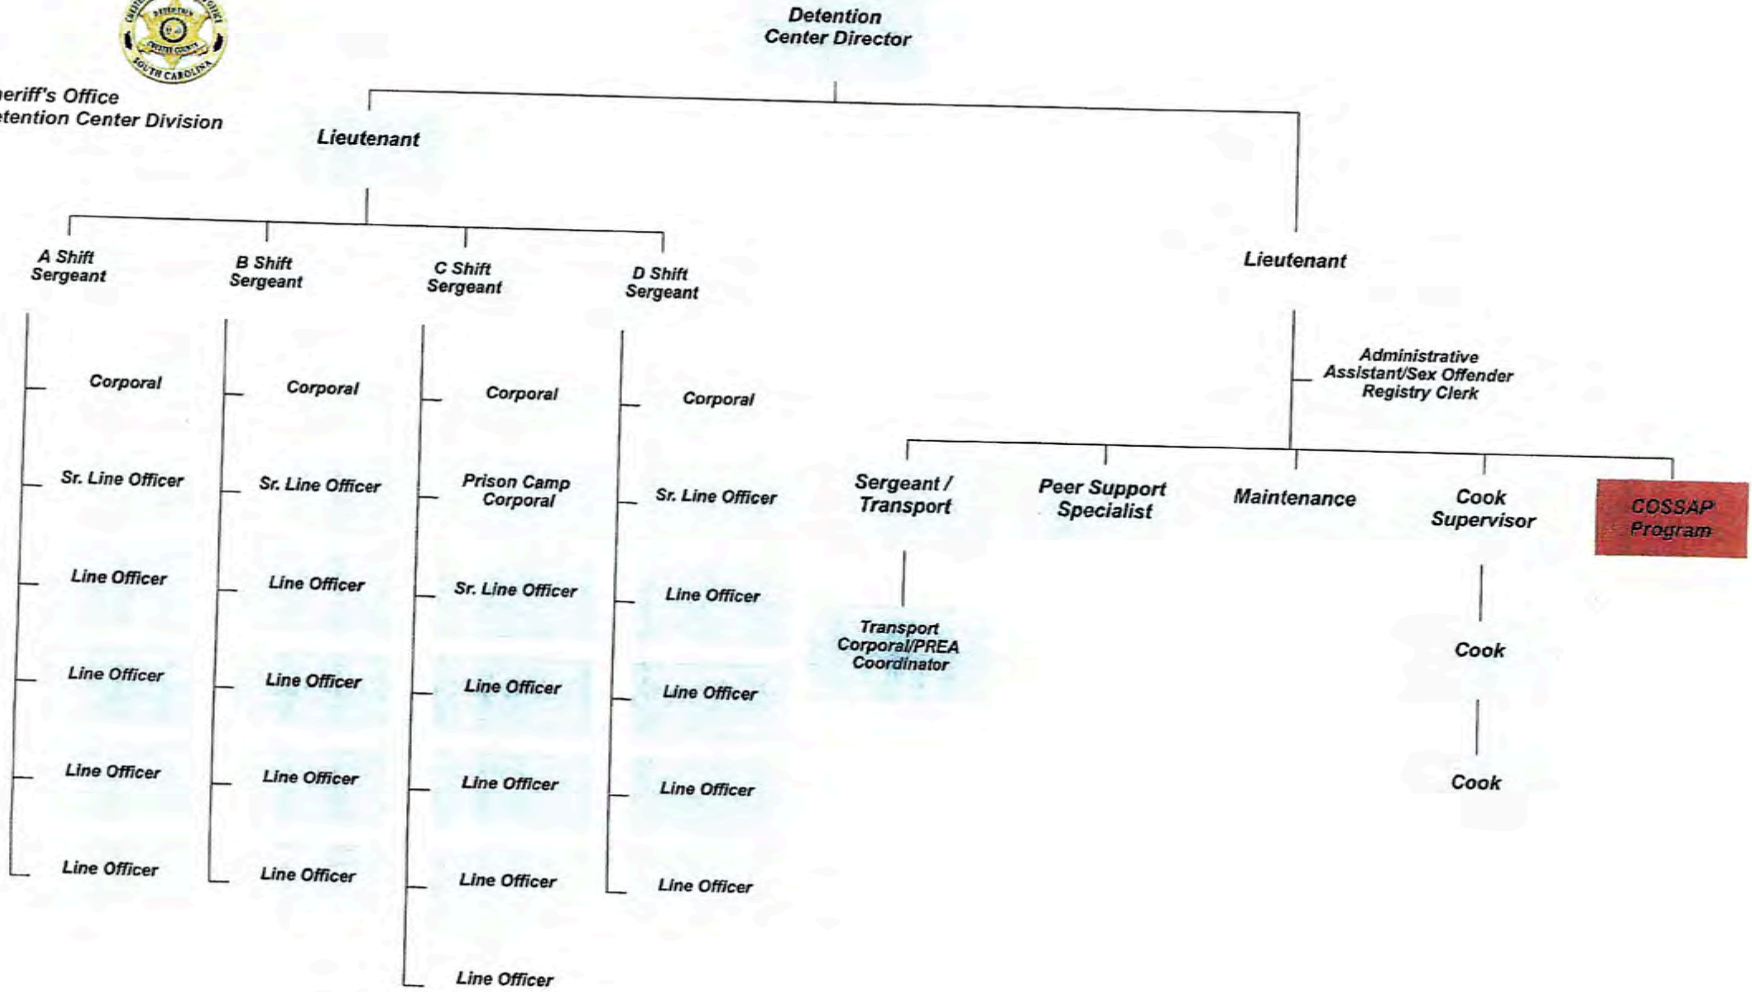 SOUTH CAROLINA
Detention
Center Director
Sheriff's Office
Detention Center Division
Lieutenant
A Shift
Sergeant
B Shift
Sergeant
C Shift
Sergeant
D Shift
Sergeant
Corporal
Sr. Line Officer
Line Officer
Line Officer
Line Officer
Line Officer
Corporal
Sr. Line Officer
Line Officer
Line Officer
Line Officer
Line Officer
Corporal
Prison Camp
Corporal
Sr. Line Officer
Line Officer
Line Officer
Line Officer
Line Officer
Corporal
Sr. Line Officer
Line Officer
Line Officer
Line Officer
Line Officer
Lieutenant
Administrative
Assistant/Sex Offender
Registry Clerk
Sergeant /
Transport
Transport
Corporal/PREA
Coordinator
Peer Support
Specialist
Maintenance
Cook
Supervisor
Cook
Cook
COSSAP
Program